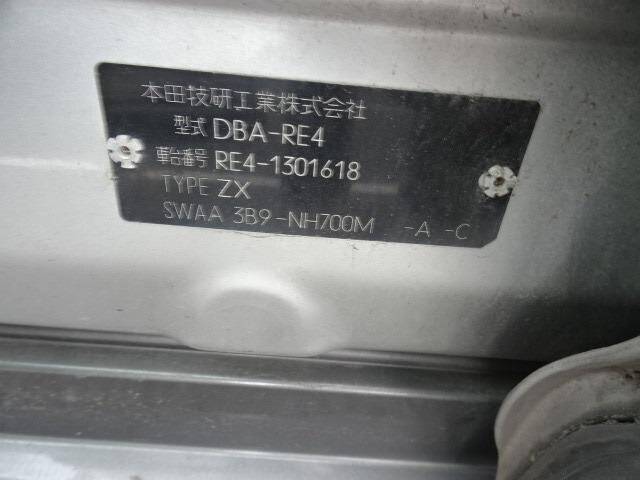 本田技研工業株式会社
型式 DBA-RE4
車台番号 RE4-1301618
TYPE ZX
SWAA 3B9-NH700M -A -C